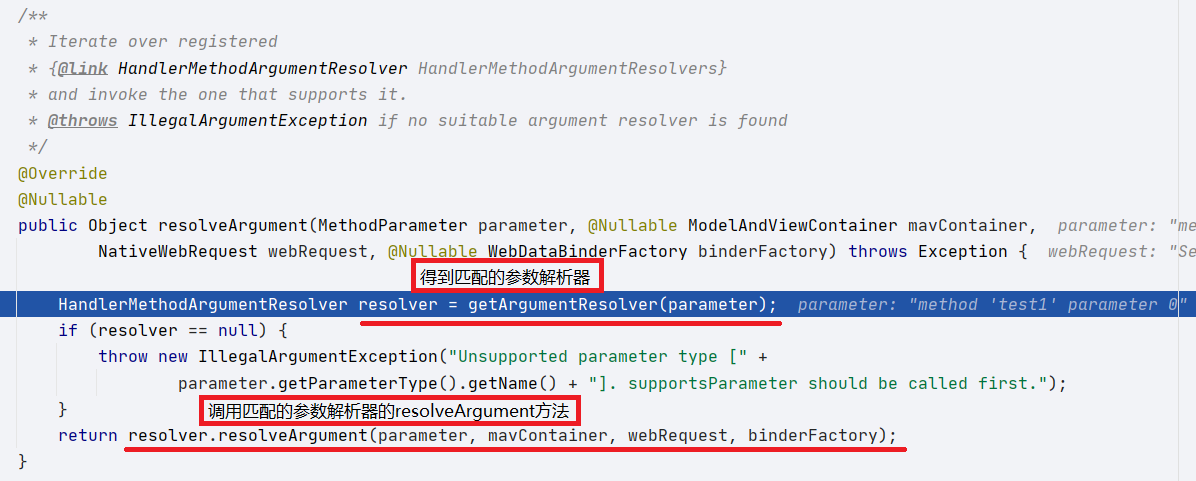 /**
 * Iterate over registered
 * {@link HandlerMethodArgumentResolver HandlerMethodArgumentResolvers}
 * and invoke the one that supports it.
 * @throws IllegalArgumentException if no suitable argument resolver is found
 */
@Override
@Nullable
public Object resolveArgument(MethodParameter parameter, @Nullable ModelAndViewContainer mavContainer,  parameter: "me
        NativeWebRequest webRequest, @Nullable WebDataBinderFactory binderFactory) throws Exception {  webRequest: "Se
得到匹配的参数解析器
    HandlerMethodArgumentResolver resolver = getArgumentResolver(parameter);  parameter: "method 'test1' parameter 0"
    if (resolver == null) {
        throw new IllegalArgumentException("Unsupported parameter type [" +
                parameter.getParameterType().getName() + "]. supportsParameter should be called first.");
    }
调用匹配的参数解析器的resolveArgument方法
    return resolver.resolveArgument(parameter, mavContainer, webRequest, binderFactory);
}